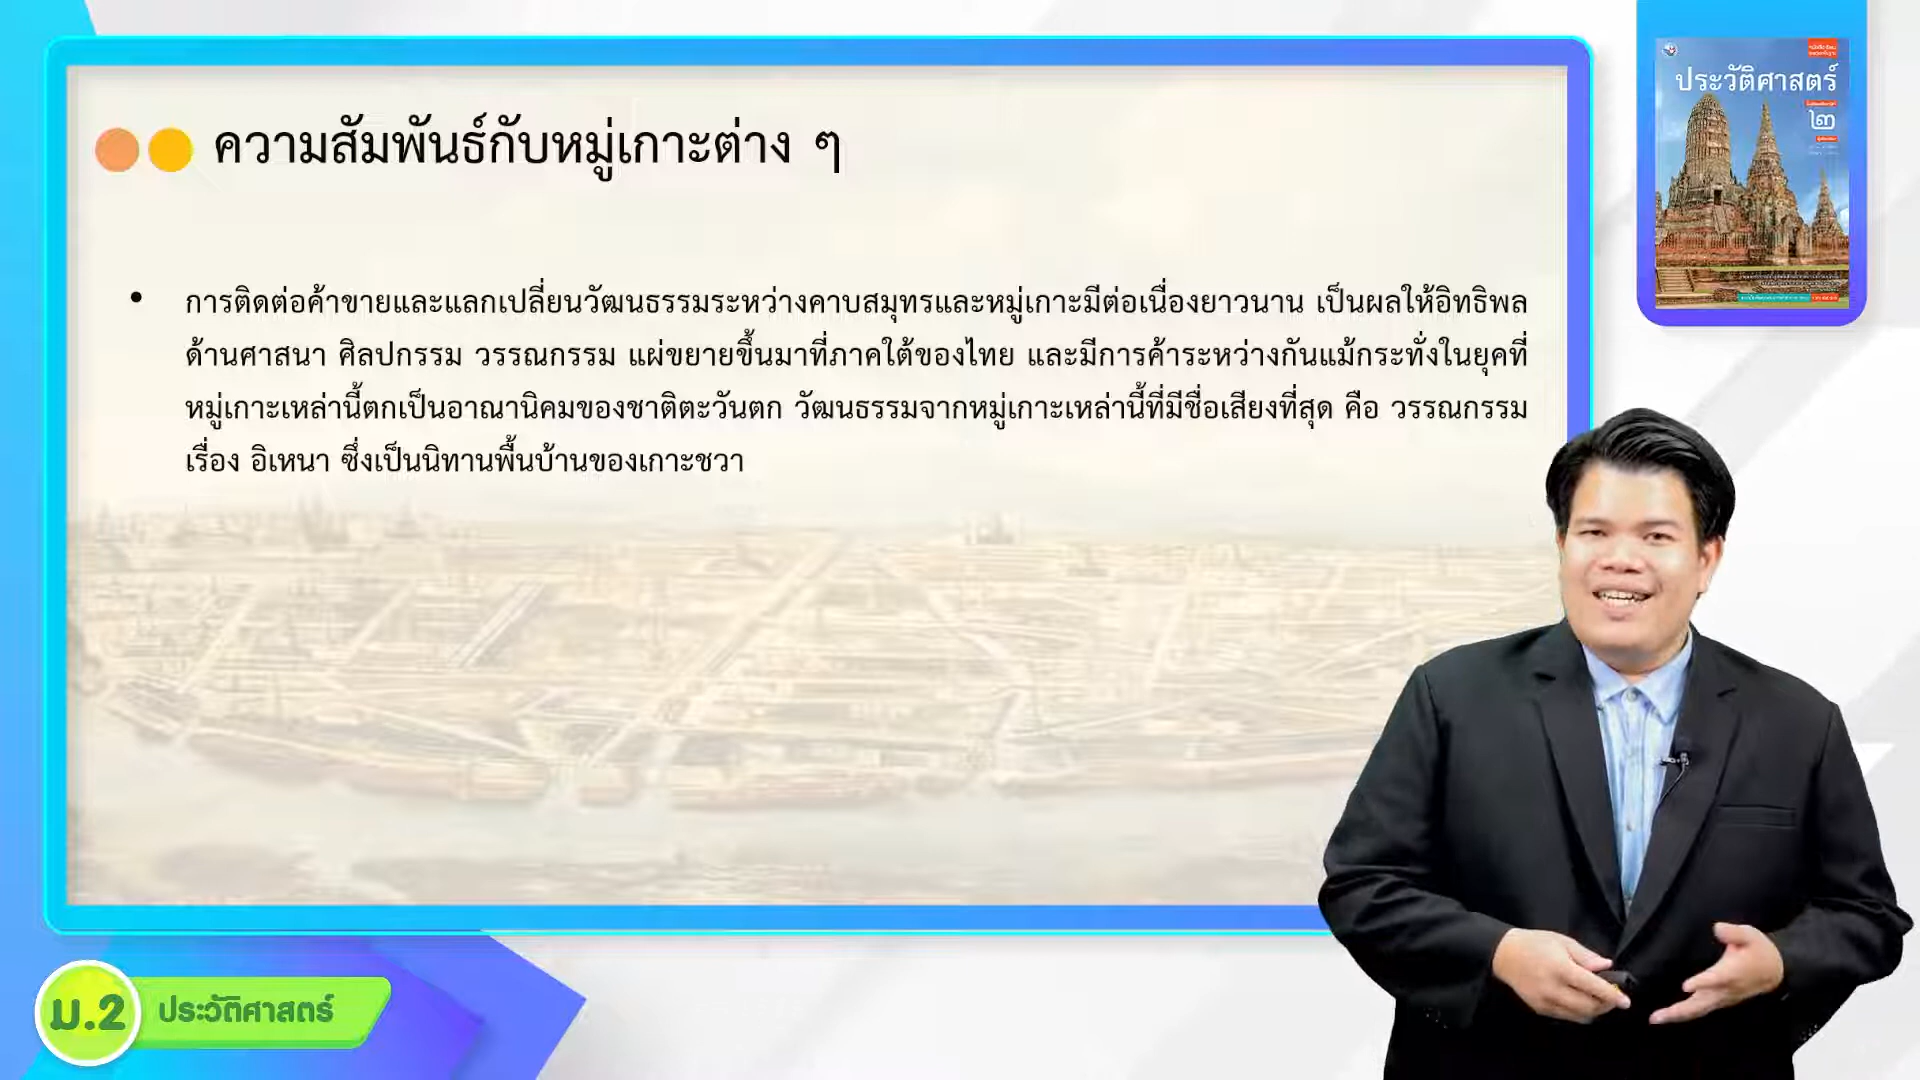 ความสัมพันธ์กับหมู่เกาะต่าง ๆ
• การติดต่อค้าขายและแลกเปลี่ยนวัฒนธรรมระหว่างคาบสมุทรและหมู่เกาะมีต่อเนื่องยาวนาน เป็นผลให้อิทธิพล
ด้านศาสนา ศิลปกรรม วรรณกรรม แผ่ขยายขึ้นมาที่ภาคใต้ของไทย และมีการค้าระหว่างกันแม้กระทั่งในยุคที่
หมู่เกาะเหล่านี้ตกเป็นอาณานิคมของชาติตะวันตก วัฒนธรรมจากหมู่เกาะเหล่านี้ที่มีชื่อเสียงที่สุด คือ วรรณกรรม
เรื่อง อิเหนา ซึ่งเป็นนิทานพื้นบ้านของเกาะชวา
ประวัติศาสตร์
๒
ม.2 ประวัติศาสตร์